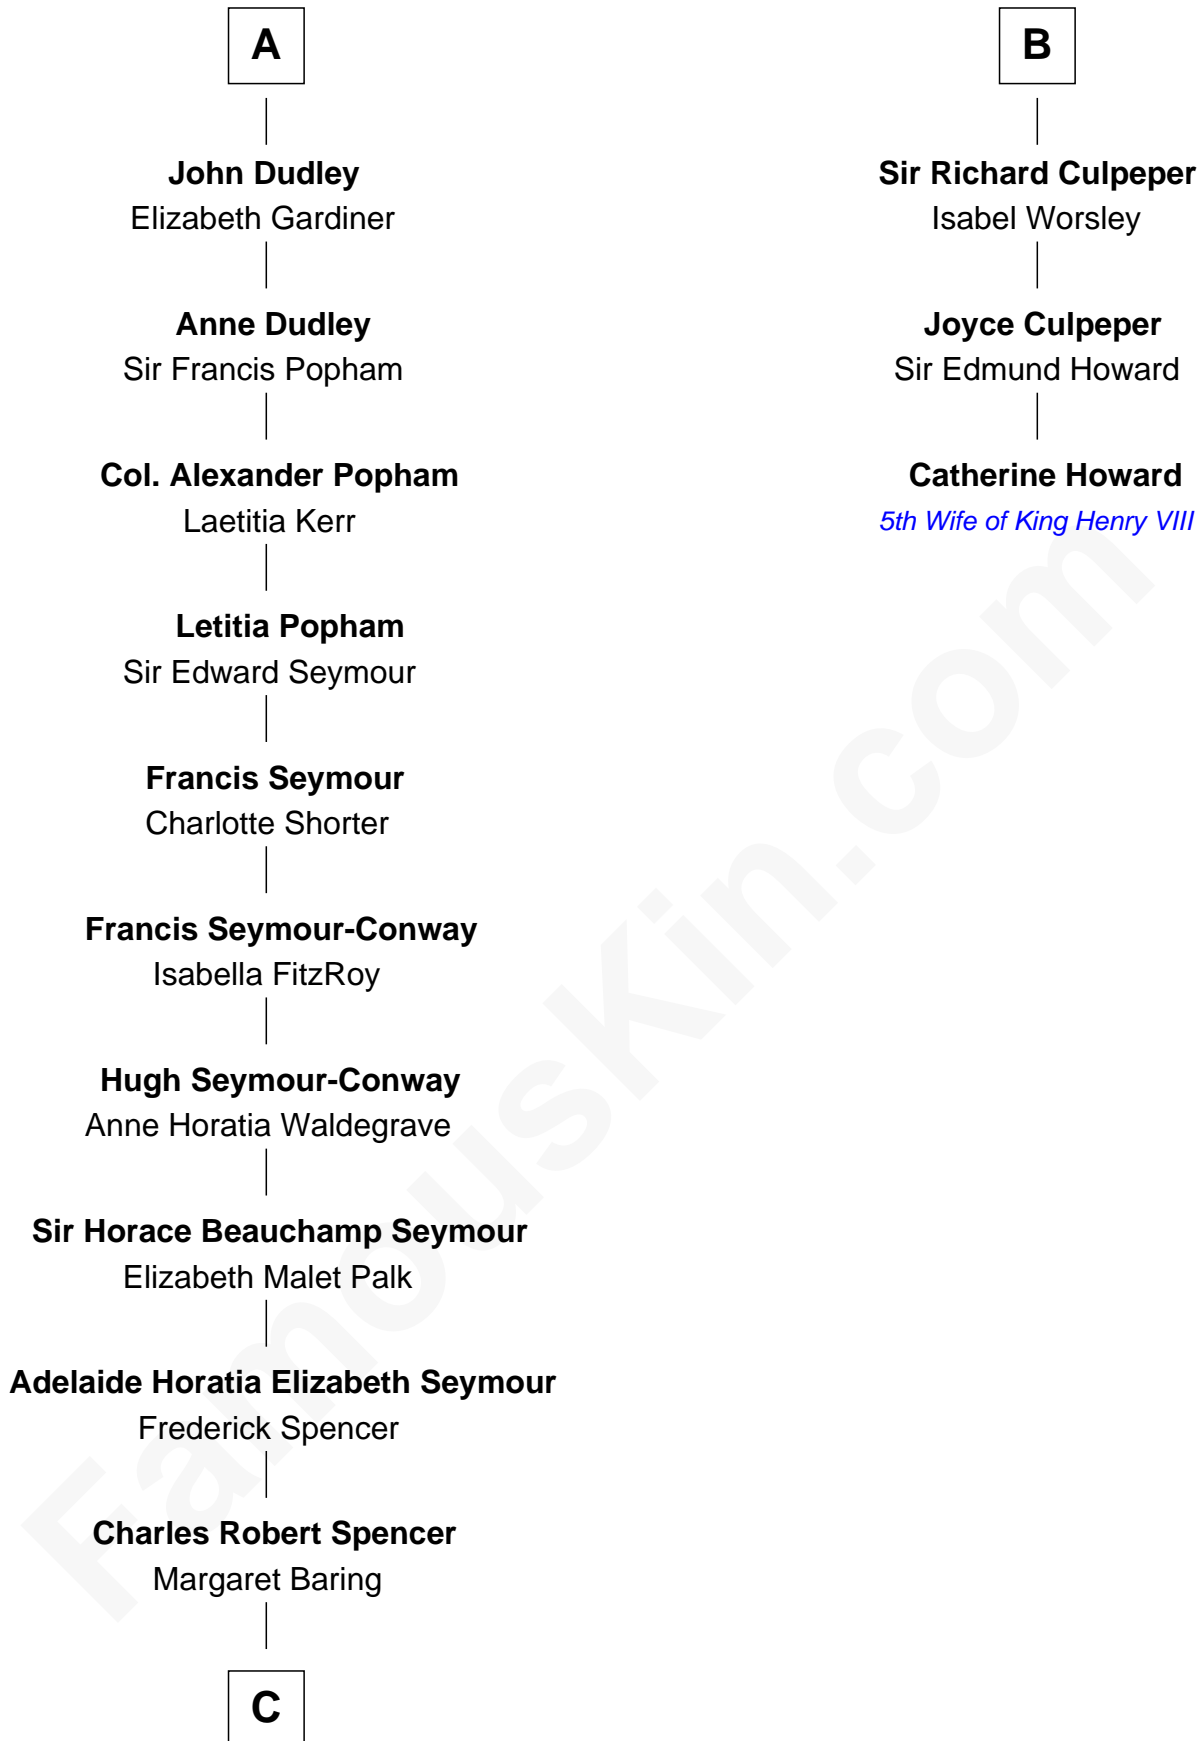 A
John Dudley
Elizabeth Gardiner
Anne Dudley
Sir Francis Popham
Col. Alexander Popham
Laetitia Kerr
Letitia Popham
Sir Edward Seymour
Francis Seymour
Charlotte Shorter
Francis Seymour-Conway
Isabella FitzRoy
Hugh Seymour-Conway
Anne Horatia Waldegrave
Sir Horace Beauchamp Seymour
Elizabeth Malet Palk
Adelaide Horatia Elizabeth Seymour
Frederick Spencer
Charles Robert Spencer
Margaret Baring
C
B
Sir Richard Culpeper
Isabel Worsley
Joyce Culpeper
Sir Edmund Howard
Catherine Howard
5th Wife of King Henry VIII
FamousKin.com